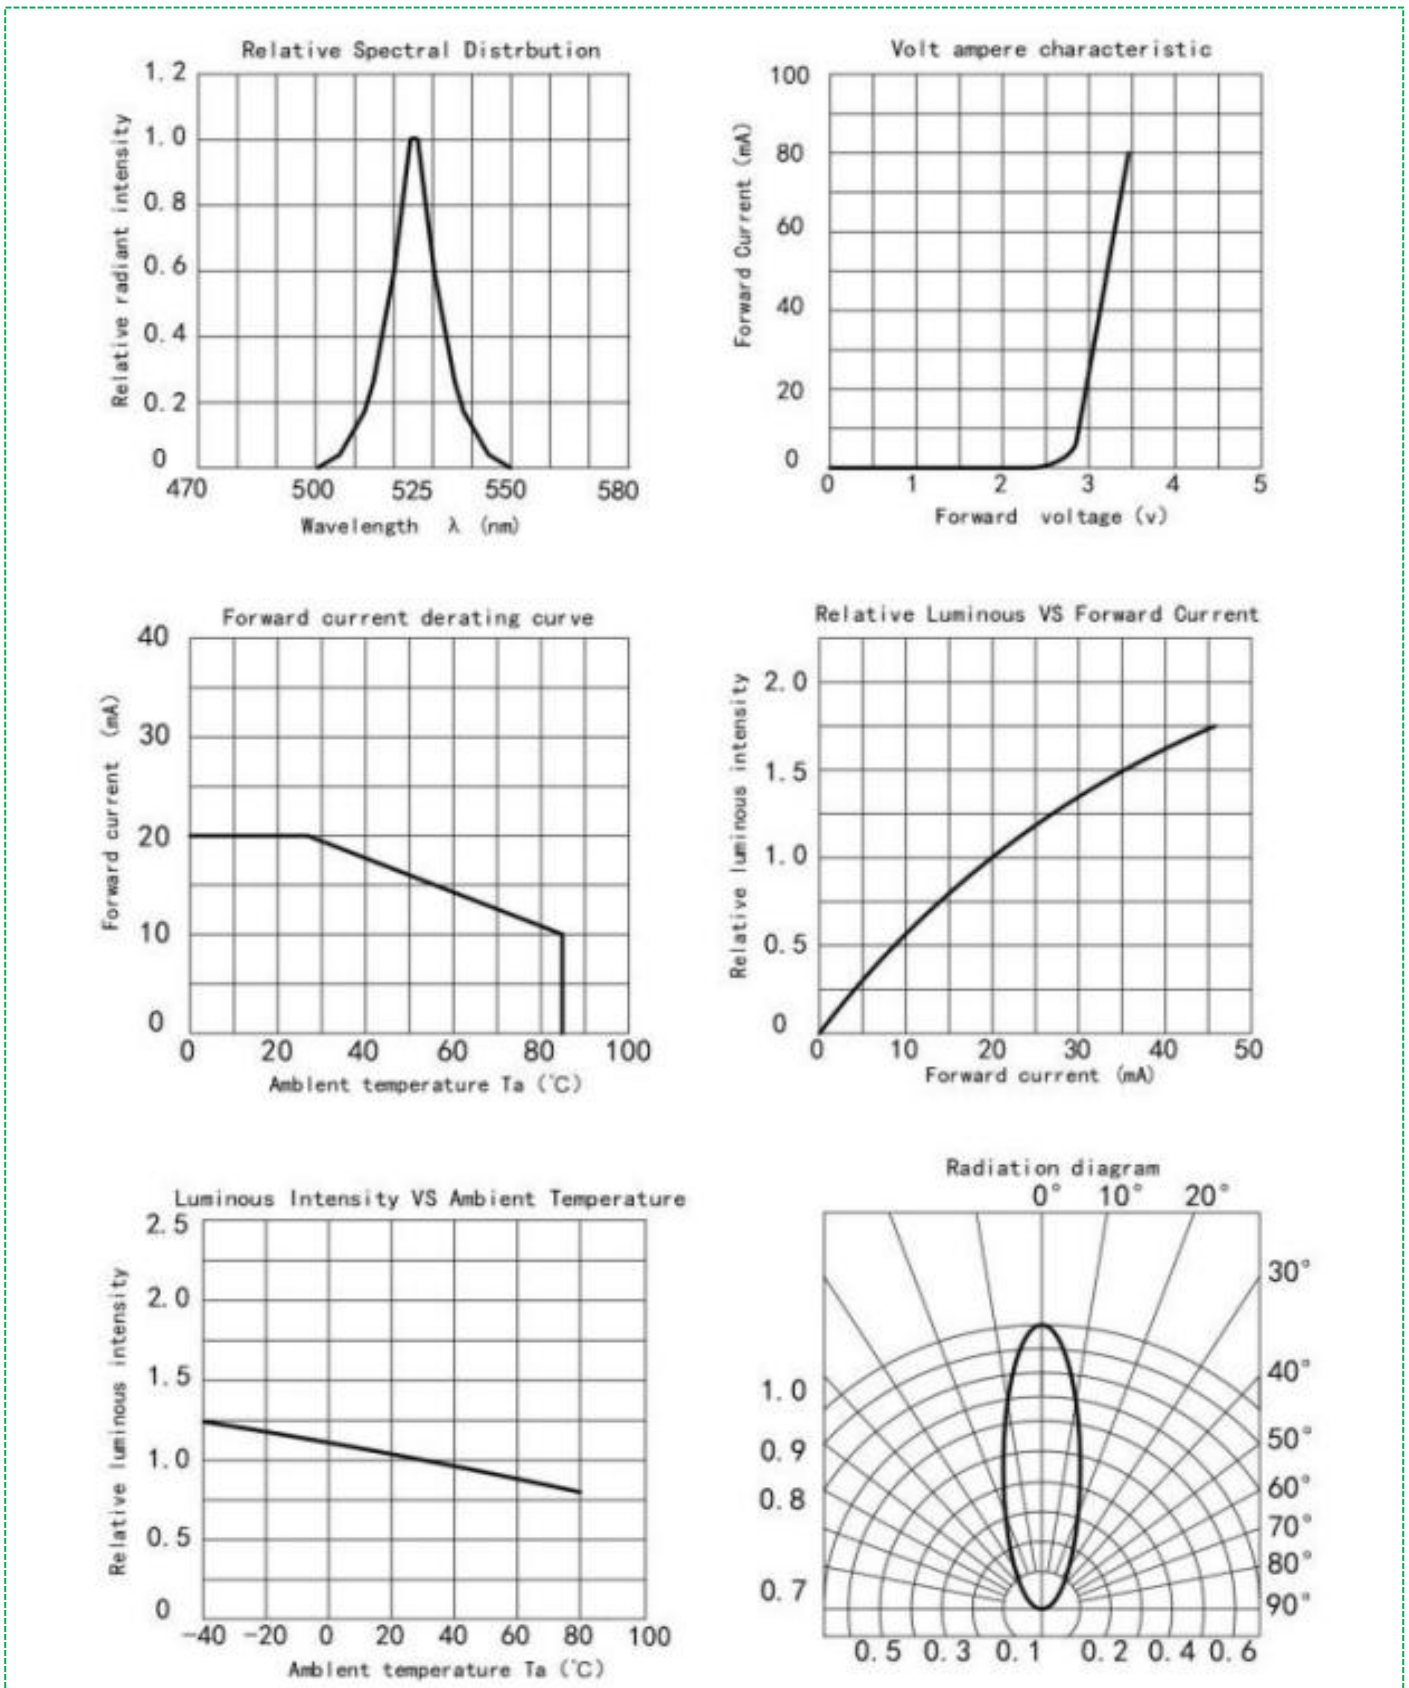 Relative Spectral Distrbution
1.2
1.0
0.8
0.6
0.4
0.2
0
Relative radiant intensity
470 500 525 550 580
Wavelength λ (nm)
Volt ampere characteristic
100
80
60
40
20
0
Forward Current (mA)
0 1 2 3 4 5
Forward voltage (v)
Forward current derating curve
40
30
20
10
0
Forward current (mA)
0 20 40 60 80 100
Amblent temperature Ta (℃)
Relative Luminous VS Forward Current
2.0
1.5
1.0
0.5
0
Relative luminous intensity
0 10 20 30 40 50
Forward current (mA)
Luminous Intensity VS Ambient Temperature
2.5
2.0
1.5
1.0
0.5
0
Relative luminous intensity
-40 -20 0 20 40 60 80 100
Amblent temperature Ta (℃)
Radiation diagram
0° 10° 20°
30°
40°
50°
60°
70°
80°
90°
1.0
0.9
0.8
0.7
0.5 0.3 0.1 0.2 0.4 0.6